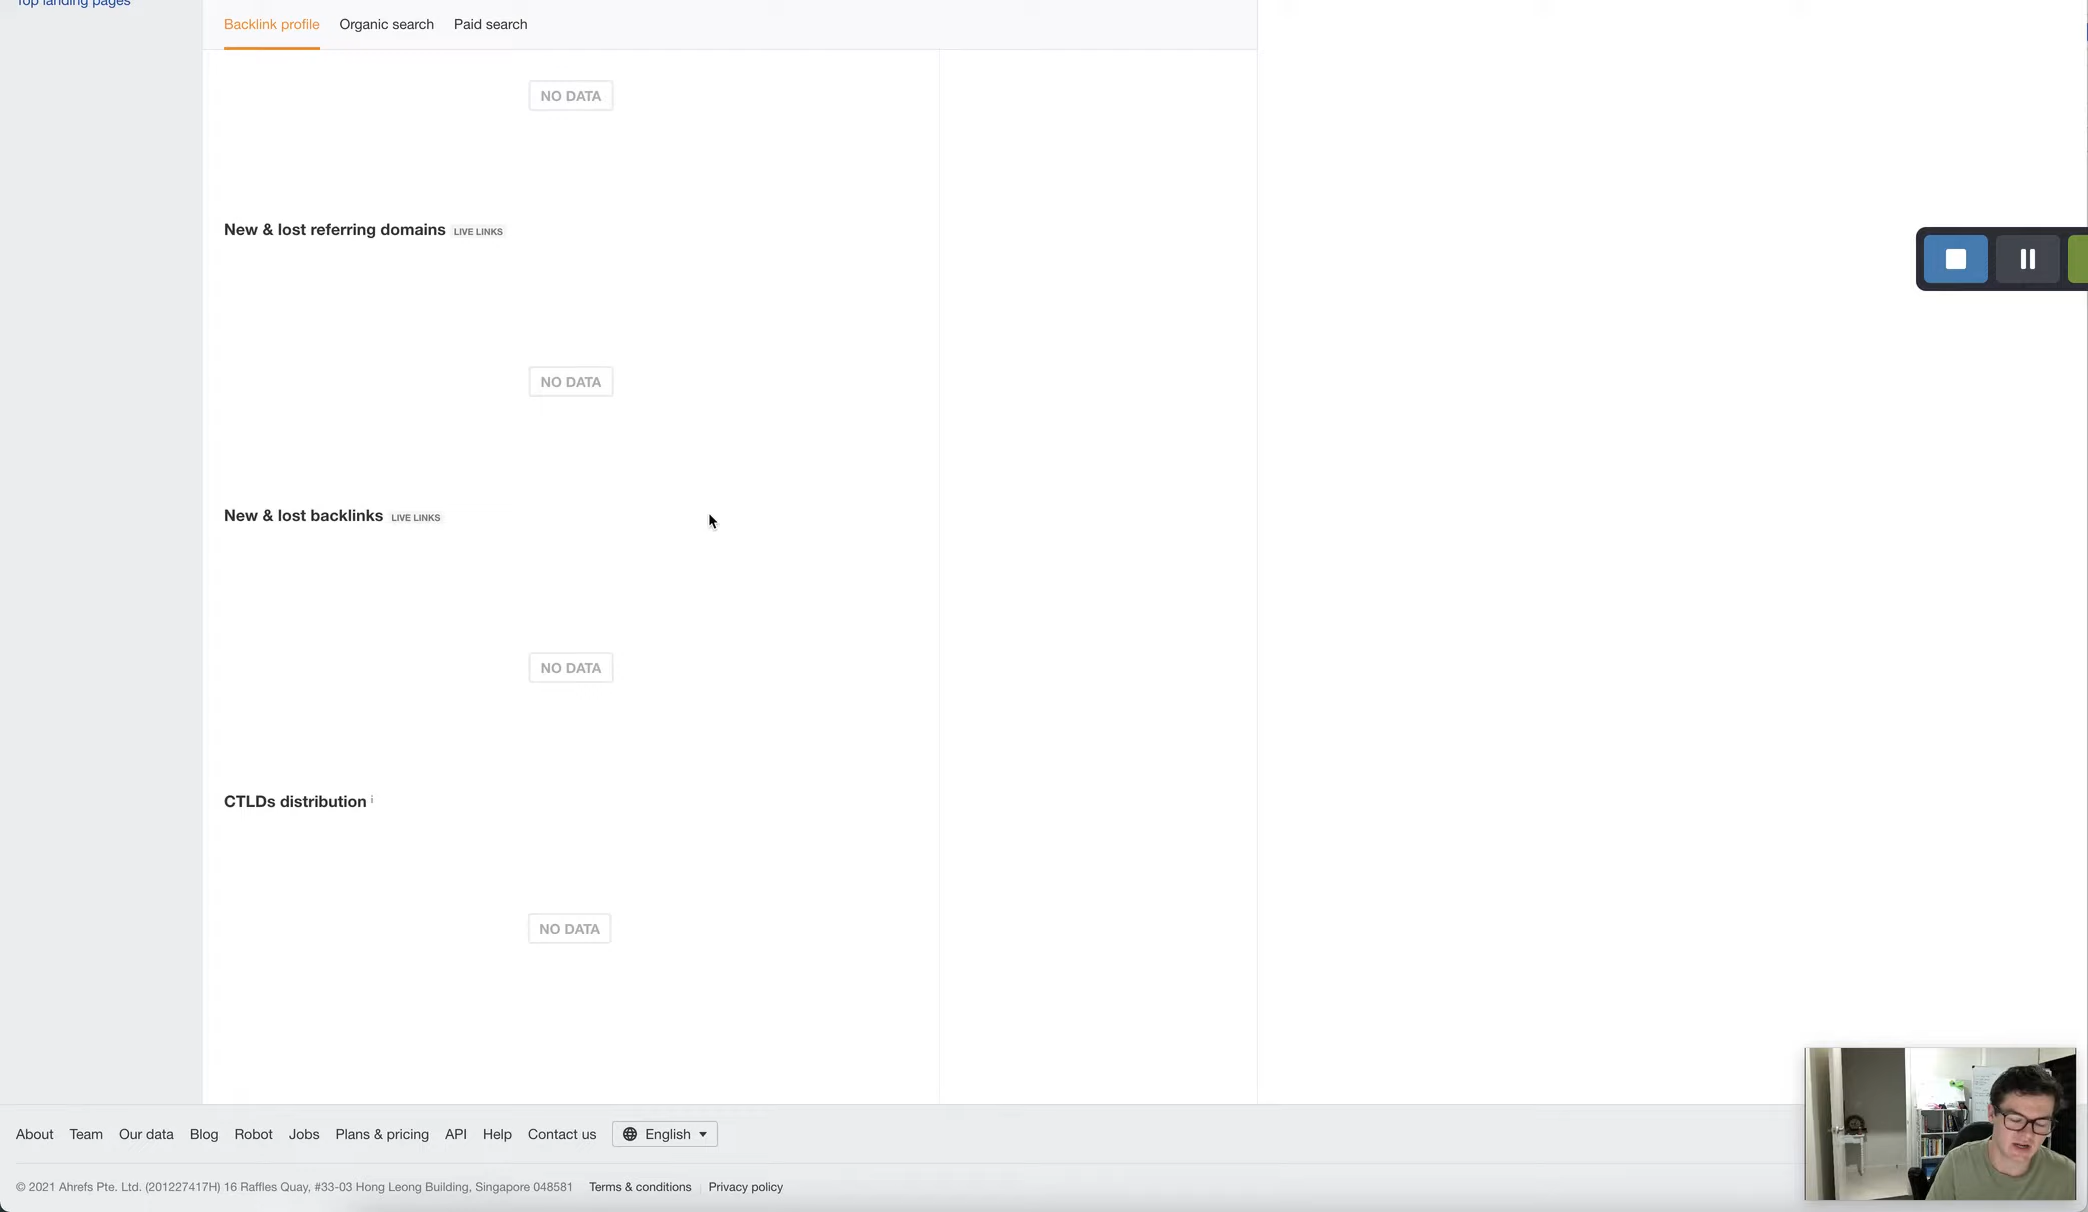 Top landing pages
Backlink profile Organic search Paid search
NO DATA
New & lost referring domains LIVE LINKS
NO DATA
New & lost backlinks LIVE LINKS
NO DATA
CTLDs distribution i
NO DATA
About Team Our data Blog Robot Jobs Plans & pricing API Help Contact us English
© 2021 Ahrefs Pte. Ltd. (201227417H) 16 Raffles Quay, #33-03 Hong Leong Building, Singapore 048581 Terms & conditions Privacy policy